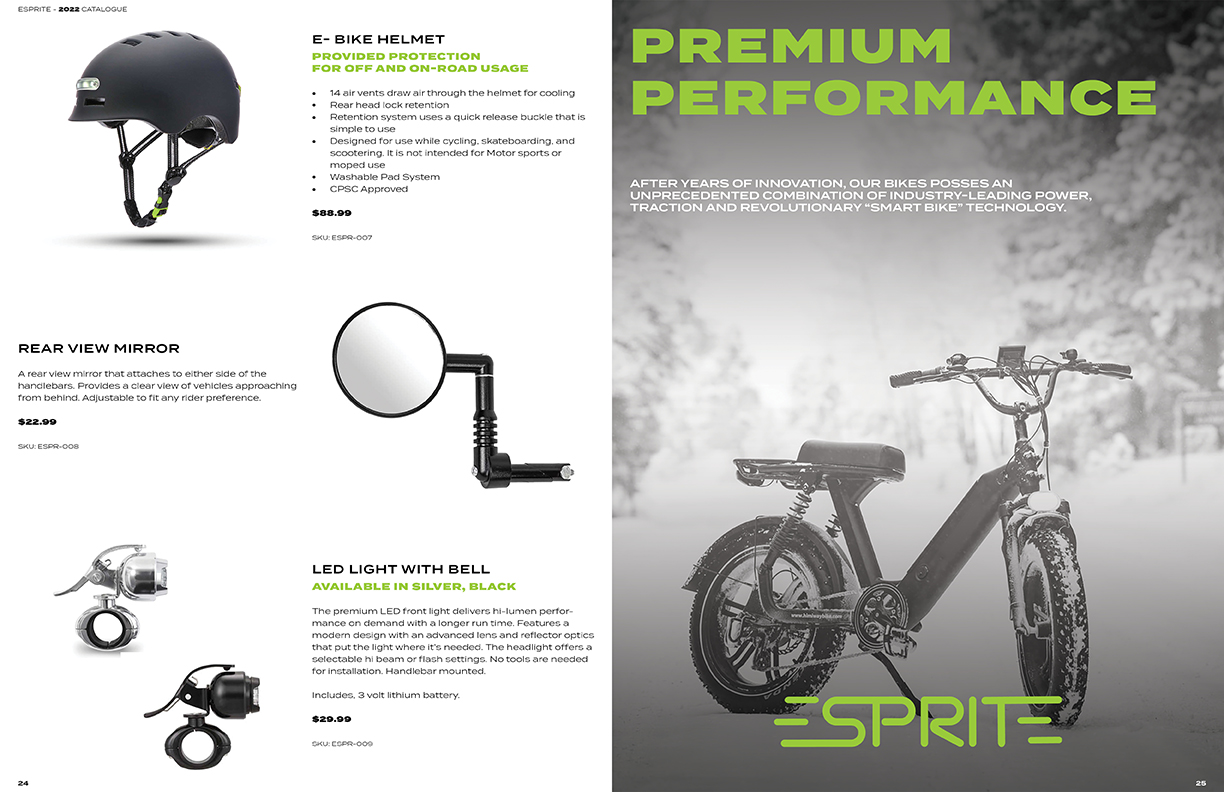 ESPRITE - 2022 CATALOGUE
E- BIKE HELMET
PROVIDED PROTECTION
FOR OFF AND ON-ROAD USAGE
• 14 air vents draw air through the helmet for cooling
• Rear head lock retention
• Retention system uses a quick release buckle that is
simple to use
• Designed for use while cycling, skateboarding, and
scootering. It is not intended for Motor sports or
moped use
• Washable Pad System
• CPSC Approved
$88.99
SKU: ESPR-007
REAR VIEW MIRROR
A rear view mirror that attaches to either side of the
handlebars. Provides a clear view of vehicles approaching
from behind. Adjustable to fit any rider preference.
$22.99
SKU: ESPR-008
LED LIGHT WITH BELL
AVAILABLE IN SILVER, BLACK
The premium LED front light delivers hi-lumen perfor-
mance on demand with a longer run time. Features a
modern design with an advanced lens and reflector optics
that put the light where it's needed. The headlight offers a
selectable hi beam or flash settings. No tools are needed
for installation. Handlebar mounted.
Includes, 3 volt lithium battery.
$29.99
SKU: ESPR-009
24
PREMIUM
PERFORMANCE
AFTER YEARS OF INNOVATION, OUR BIKES POSSES AN
UNPRECEDENTED COMBINATION OF INDUSTRY-LEADING POWER,
TRACTION AND REVOLUTIONARY “SMART BIKE” TECHNOLOGY.
www.himiwaybike.com
ESPRITE
25